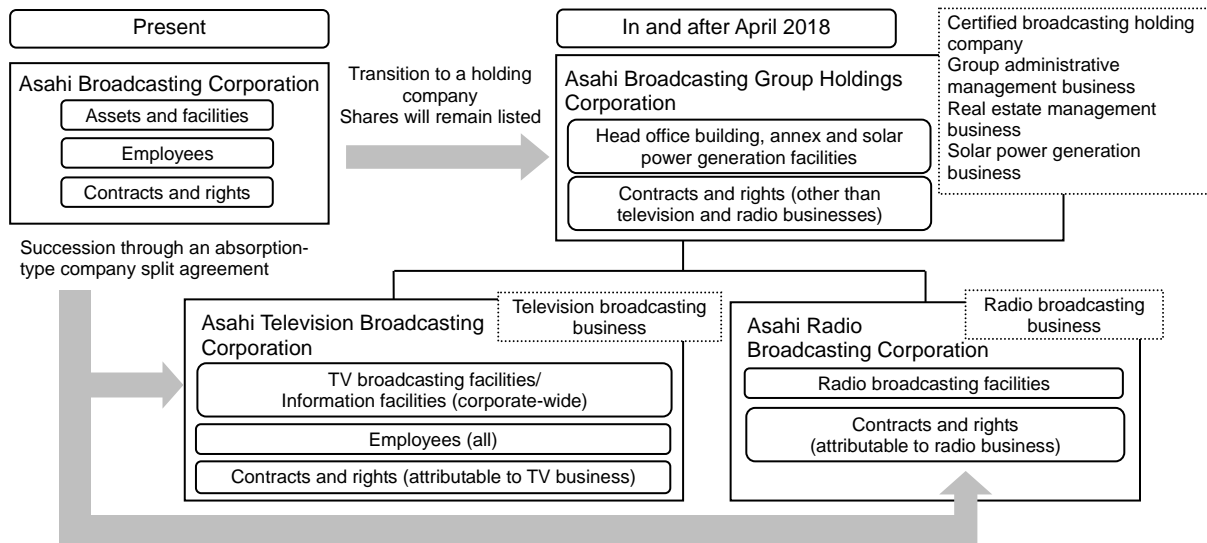 Present
Asahi Broadcasting Corporation
Assets and facilities
Employees
Contracts and rights
Transition to a holding
company
Shares will remain listed
In and after April 2018
Asahi Broadcasting Group Holdings
Corporation
Head office building, annex and solar
power generation facilities
Contracts and rights (other than
television and radio businesses)
Certified broadcasting holding
company
Group administrative
management business
Real estate management
business
Solar power generation
business
Succession through an absorption-
type company split agreement
Asahi Television Broadcasting
Corporation
Television broadcasting
business
TV broadcasting facilities/
Information facilities (corporate-wide)
Employees (all)
Contracts and rights (attributable to TV business)
Asahi Radio
Broadcasting Corporation
Radio broadcasting
business
Radio broadcasting facilities
Contracts and rights
(attributable to radio business)